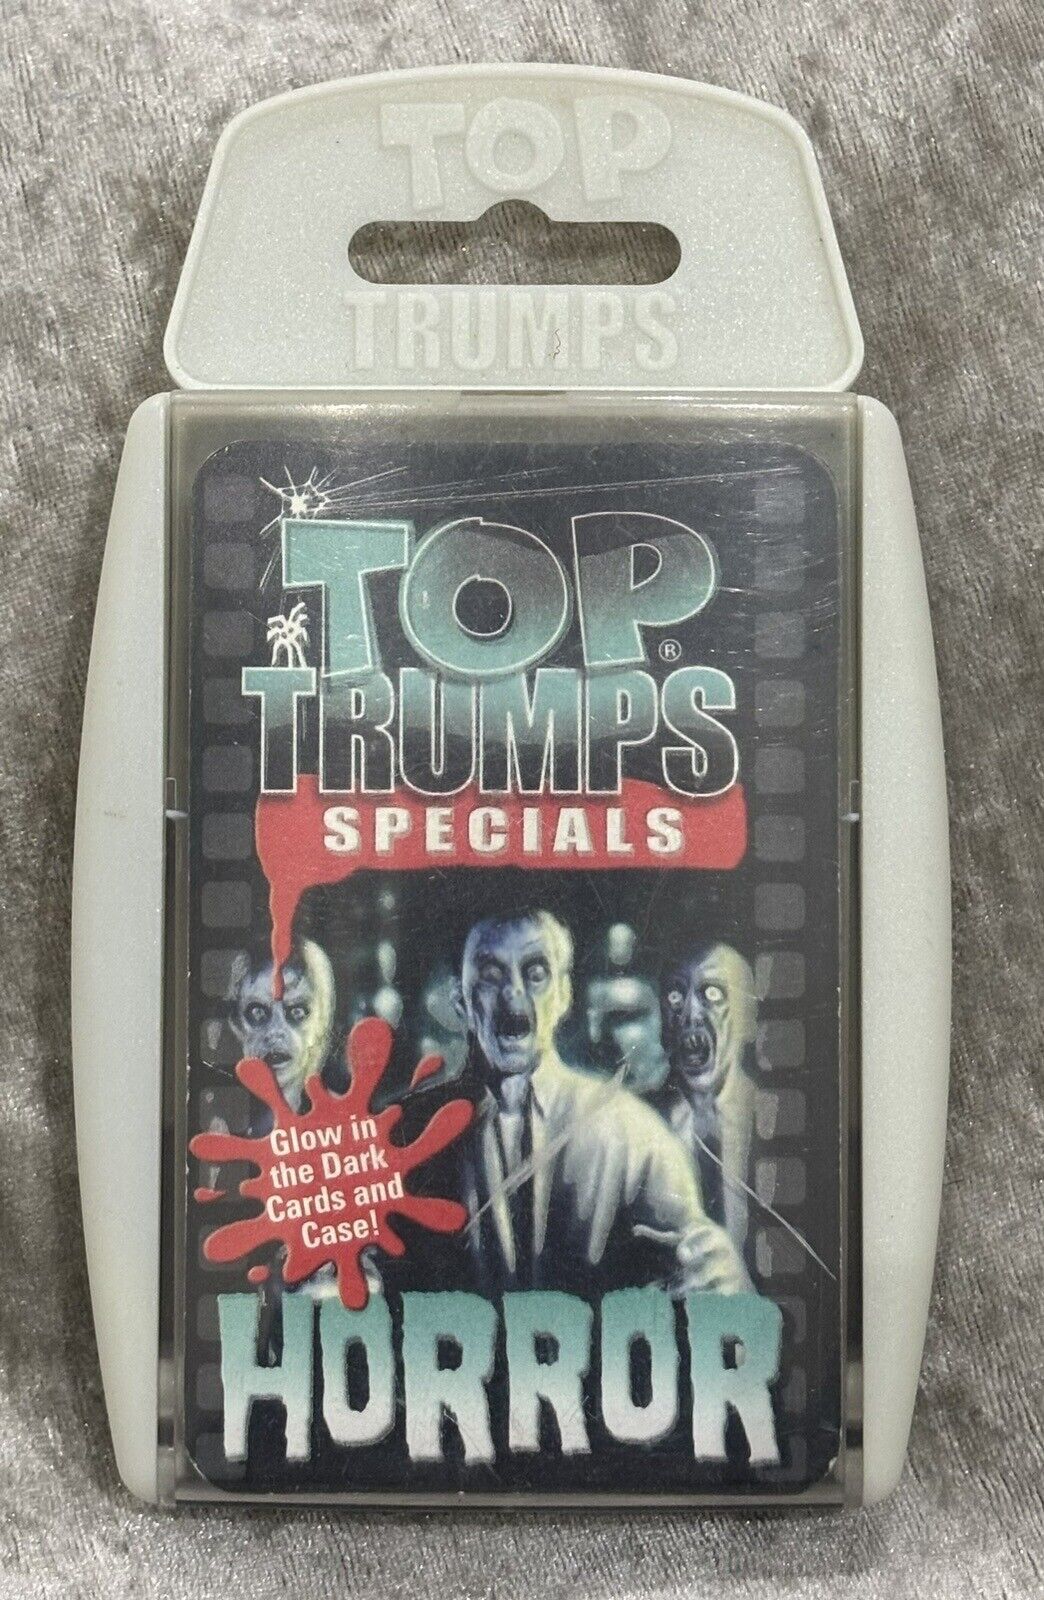 TOP
TRUMPS
TOP
®
TRUMPS
SPECIALS
Glow in
the Dark
Cards and
Case!
HORROR